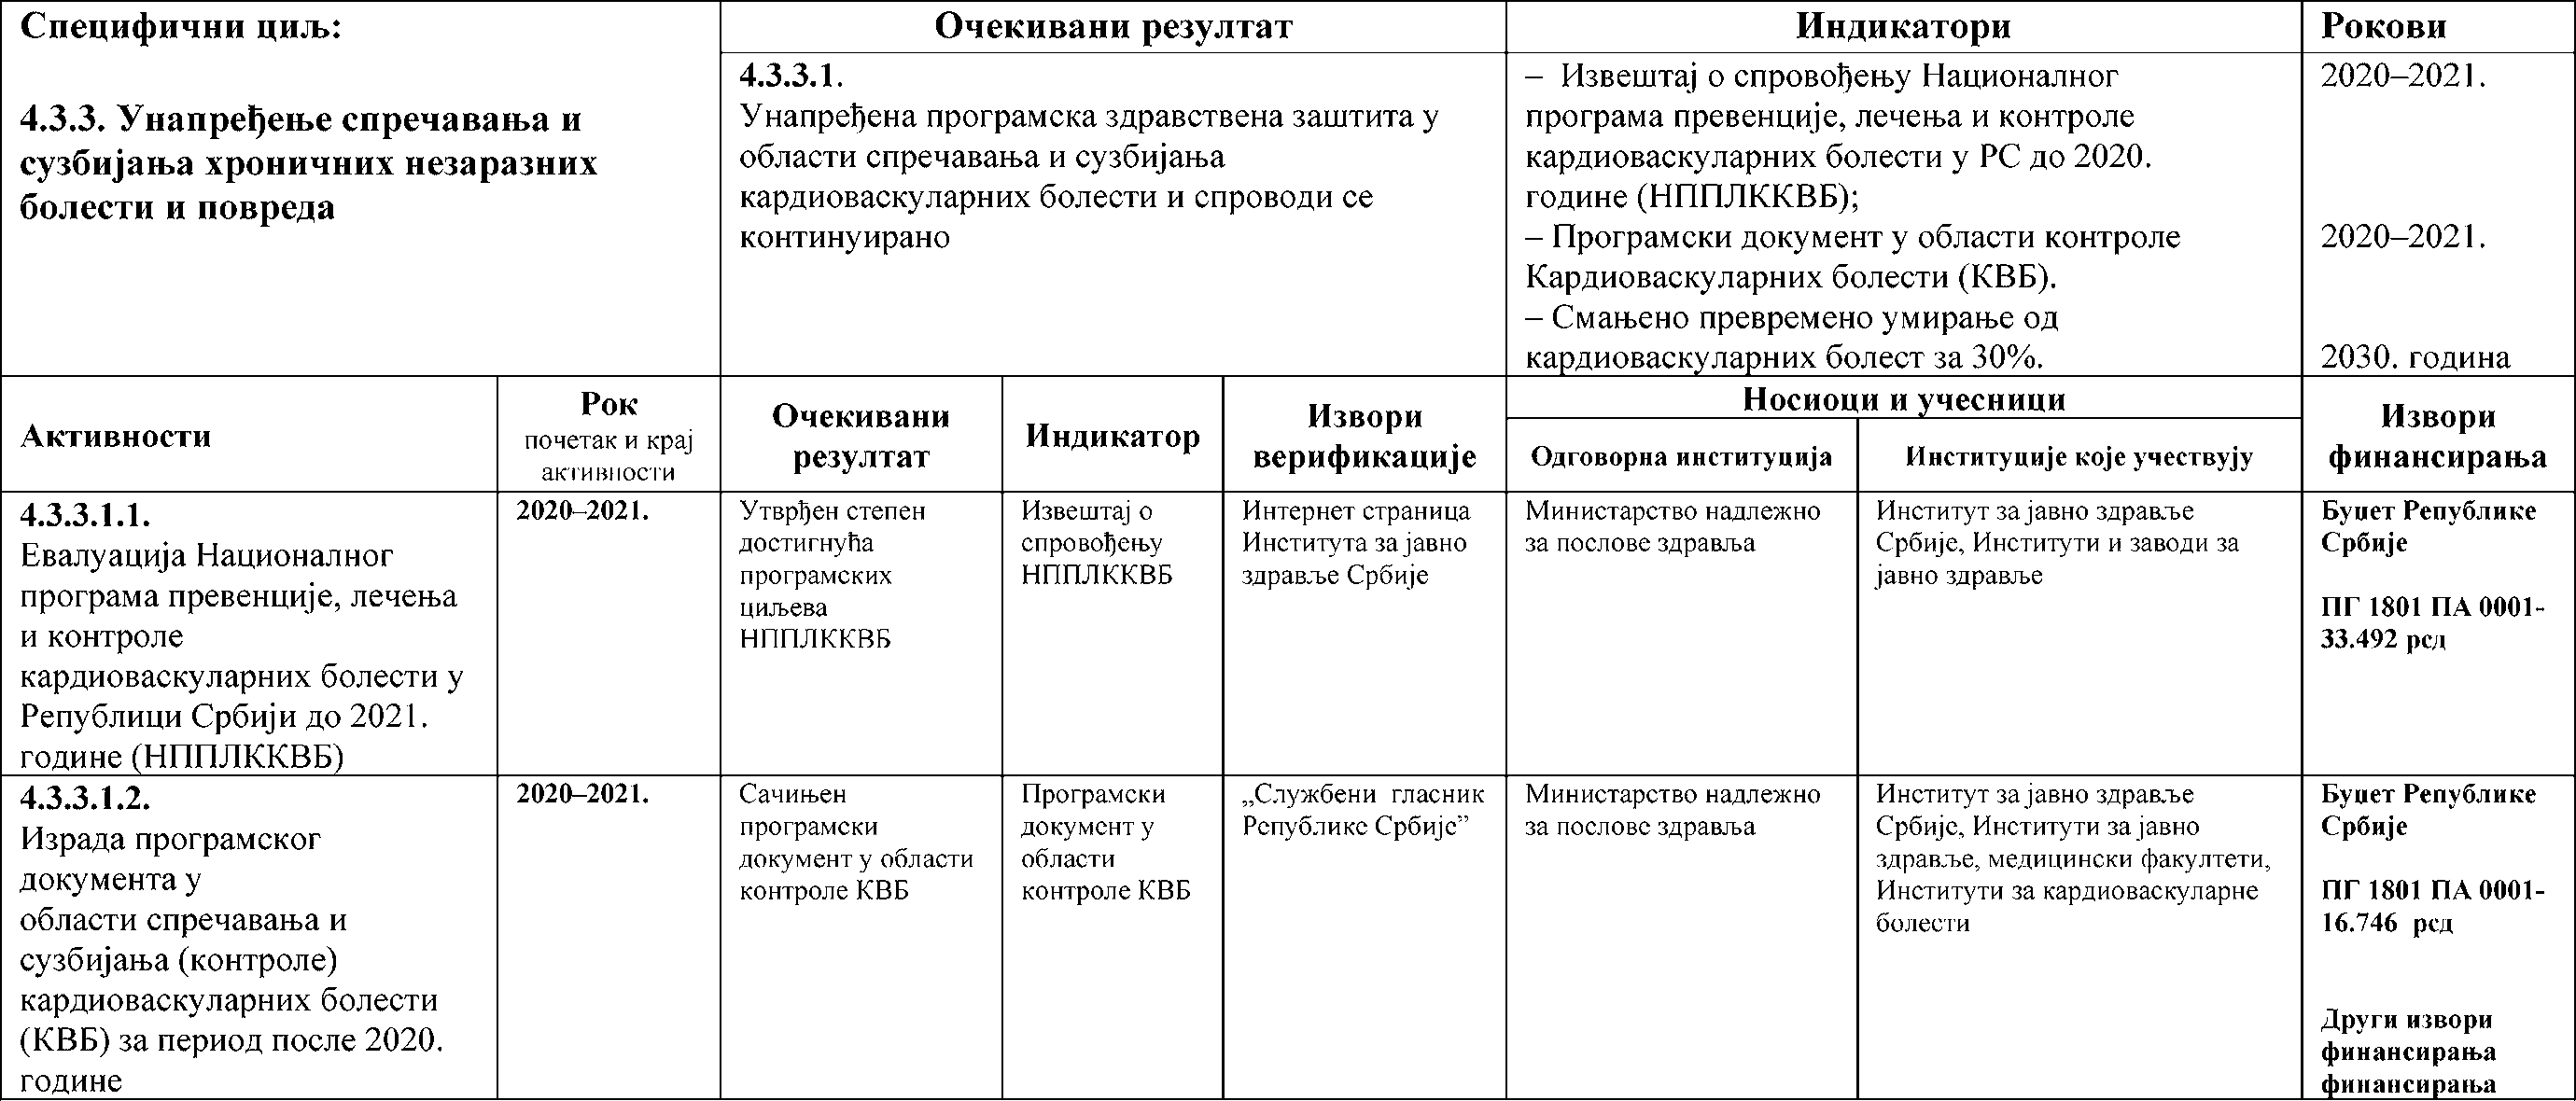 Специфични циљ:
4.3.3. Унапређење спречавања и
сузбијања хроничних незаразних
болести и повреда
Очекивани резултат
4.3.3.1.
Унапређена програмска здравствена заштита у
области спречавања и сузбијања
кардиоваскуларних болести и спроводи се
континуирано
Индикатори
– Извештај о спровођењу Националног
програма превенције, лечења и контроле
кардиоваскуларних болести у РС до 2020.
године (НППЛККВБ);
– Програмски документ у области контроле
Кардиоваскуларних болести (КВБ).
– Смањено превремено умирање од
кардиоваскуларних болест за 30%.
Рокови
2020–2021.
2020–2021.
2030. година
Активности
Рок
почетак и крај
активности
Очекивани
резултат
Индикатор
Извори
верификације
Носиоци и учесници
Одговорна институција
Институције које учествују
Извори
финансирања
4.3.3.1.1.
Евалуација Националног
програма превенције, лечења
и контроле
кардиоваскуларних болести у
Републици Србији до 2021.
године (НППЛККВБ)
2020–2021.
Утврђен степен
достигнућа
програмских
циљева
НППЛККВБ
Извештај о
спровођењу
НППЛККВБ
Интернет страница
Института за јавно
здравље Србије
Министарство надлежно
за послове здравља
Институт за јавно здравље
Србије, Институти и заводи за
јавно здравље
Буџет Републике
Србије
ПГ 1801 ПА 0001-
33.492 рсд
4.3.3.1.2.
Израда програмског
документа у
области спречавања и
сузбијања (контроле)
кардиоваскуларних болести
(КВБ) за период после 2020.
године
2020–2021.
Сачињен
програмски
документ у области
контроле КВБ
Програмски
документ у
области
контроле КВБ
„Службени гласник
Републике Србије”
Министарство надлежно
за послове здравља
Институт за јавно здравље
Србије, Институти за јавно
здравље, медицински факултети,
Институти за кардиоваскуларне
болести
Буџет Републике
Србије
ПГ 1801 ПА 0001-
16.746 рсд
Други извори
финансирања
финансирања